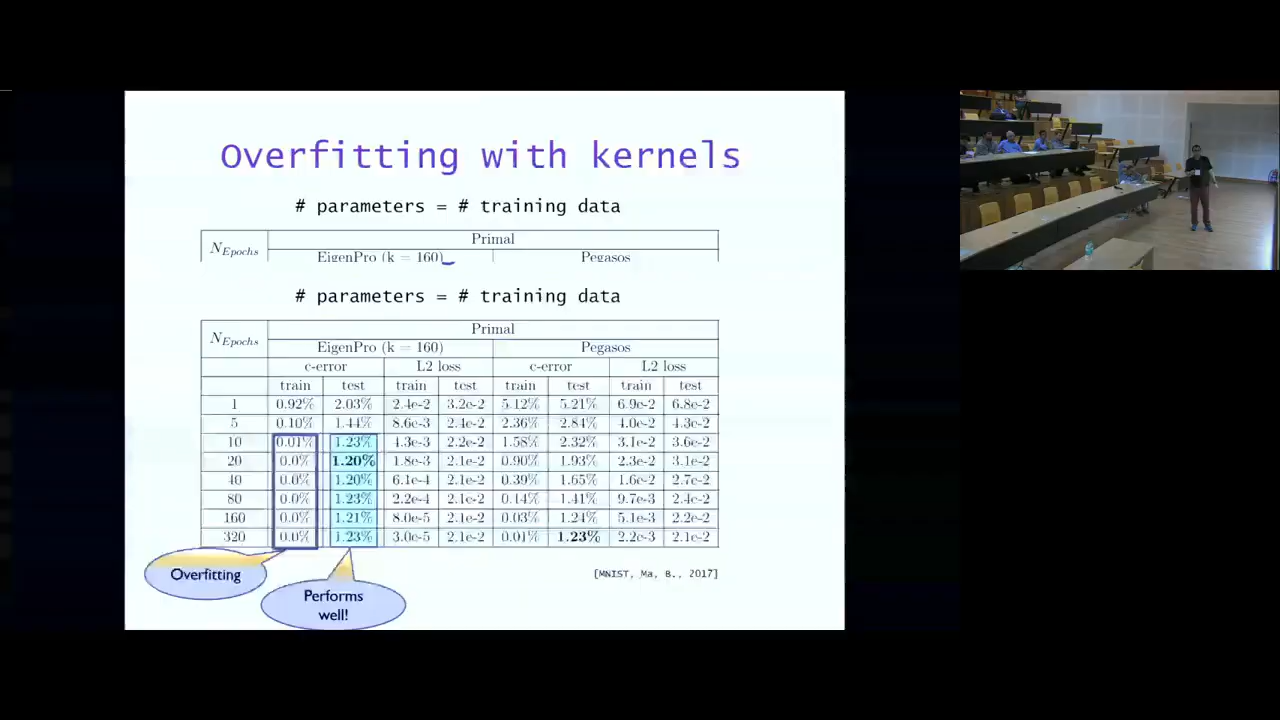 Overfitting with kernels
# parameters = # training data
N_Epochs Primal
EigenPro (k = 160) Pegasos
# parameters = # training data
N_Epochs Primal
EigenPro (k = 160) Pegasos
c-error L2 loss c-error L2 loss
train test train test train test train test
1 0.92% 2.03% 2.4e-2 3.2e-2 5.12% 5.21% 6.9e-2 6.8e-2
5 0.10% 1.44% 8.6e-3 2.4e-2 2.36% 2.84% 4.0e-2 4.3e-2
10 0.01% 1.23% 4.3e-3 2.2e-2 1.58% 2.32% 3.1e-2 3.6e-2
20 0.0% 1.20% 1.8e-3 2.1e-2 0.90% 1.93% 2.3e-2 3.1e-2
40 0.0% 1.20% 6.1e-4 2.1e-2 0.39% 1.65% 1.6e-2 2.7e-2
80 0.0% 1.23% 2.2e-4 2.1e-2 0.14% 1.41% 9.7e-3 2.4e-2
160 0.0% 1.21% 8.0e-5 2.1e-2 0.03% 1.24% 5.1e-3 2.2e-2
320 0.0% 1.23% 3.0e-5 2.1e-2 0.01% 1.23% 2.2e-3 2.1e-2
Overfitting
[MNIST, Ma, B., 2017]
Performs
well!